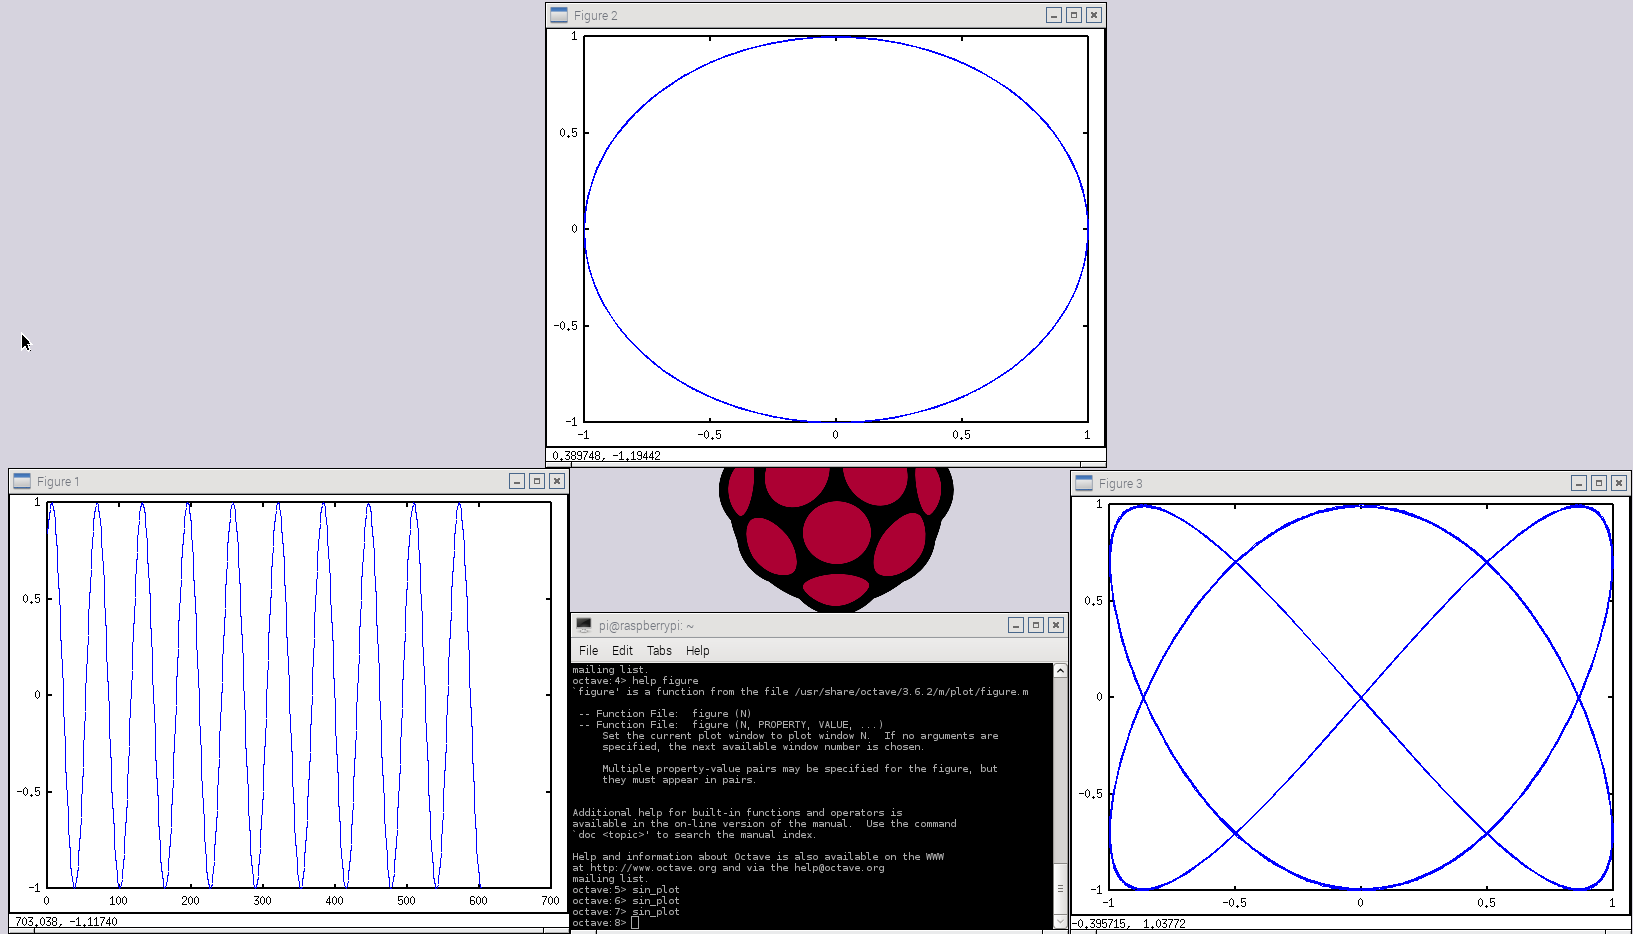 Figure 2
1
0.5
0
-0.5
-1
-1 -0.5 0 0.5 1
0.389748, -1.19442
Figure 1
1
0.5
0
-0.5
-1
0 100 200 300 400 500 600 700
703.038, -1.11740
pi@raspberrypi: ~
File Edit Tabs Help
mailing list.
octave:4> help figure
`figure' is a function from the file /usr/share/octave/3.6.2/m/plot/figure.m
-- Function File: figure (N)
-- Function File: figure (N, PROPERTY, VALUE, ...)
Set the current plot window to plot window N. If no arguments are
specified, the next available window number is chosen.
Multiple property-value pairs may be specified for the figure, but
they must appear in pairs.
Additional help for built-in functions and operators is
available in the on-line version of the manual. Use the command
`doc <topic>' to search the manual index.
Help and information about Octave is also available on the WWW
at http://www.octave.org and via the help@octave.org
mailing list.
octave:5> sin_plot
octave:6> sin_plot
octave:7> sin_plot
octave:8>
Figure 3
1
0.5
0
-0.5
-1
-1 -0.5 0 0.5 1
-0.395715, 1.03772